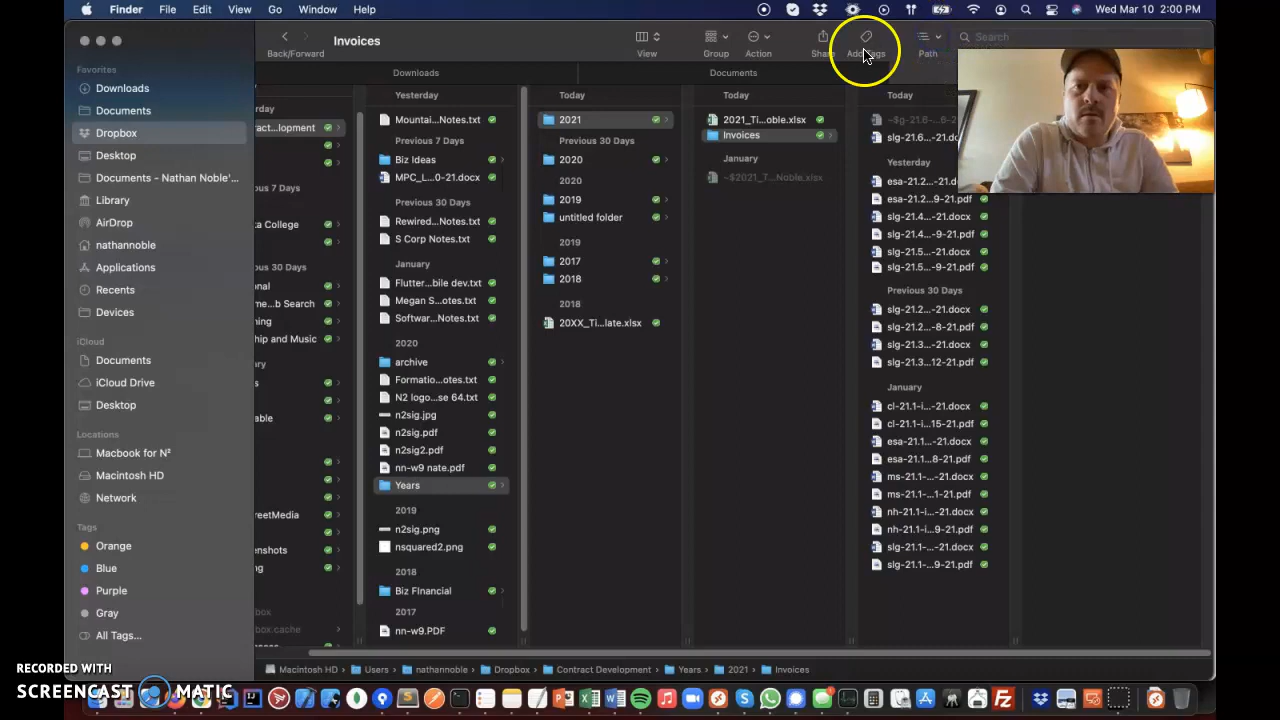 Finder File Edit View Go Window Help Wed Mar 10 2:00 PM
Back/Forward Invoices View Group Action Share Add Tags Path Search
Downloads Documents
Favorites
Downloads
Documents
Dropbox
Desktop
Documents - Nathan Noble'...
Library
AirDrop
nathannoble
Applications
Recents
Devices
iCloud
Documents
iCloud Drive
Desktop
Locations
Macbook for N²
Macintosh HD
Network
Tags
Orange
Blue
Purple
Gray
All Tags...
Yesterday
Mountai...Notes.txt
Previous 7 Days
Biz Ideas
MPC_L...0-21.docx
Previous 30 Days
Rewired...Notes.txt
S Corp Notes.txt
January
Flutter...bile dev.txt
Megan S...otes.txt
Softwar...Notes.txt
2020
archive
Formatio...otes.txt
N2 logo...se 64.txt
n2sig.jpg
n2sig.pdf
n2sig2.pdf
nn-w9 nate.pdf
Years
2019
n2sig.png
nsquared2.png
2018
Biz FInancial
2017
nn-w9.PDF
Today
2021
Previous 30 Days
2020
2020
2019
untitled folder
2019
2017
2018
2018
20XX_Ti...late.xlsx
Today
2021_Ti...oble.xlsx
Invoices
January
~$2021_T...Noble.xlsx
Today
~$g-21.6-...
slg-21.6...
Yesterday
esa-21.2...-21.docx
esa-21.2...9-21.pdf
slg-21.4...-21.docx
slg-21.4...-9-21.pdf
slg-21.5...-21.docx
slg-21.5...-9-21.pdf
Previous 30 Days
slg-21.2...-21.docx
slg-21.2...-8-21.pdf
slg-21.3...-21.docx
slg-21.3...12-21.pdf
January
cl-21.1-i...-21.docx
cl-21.1-i...15-21.pdf
esa-21.1...-21.docx
esa-21.1...8-21.pdf
ms-21.1...-21.docx
ms-21.1...1-21.pdf
nh-21.1-i...-21.docx
nh-21.1-...9-21.pdf
slg-21.1-...-21.docx
slg-21.1-...9-21.pdf
Macintosh HD › Users › nathannoble › Dropbox › Contract Development › Years › 2021 › Invoices
RECORDED WITH
SCREENCAST MATIC